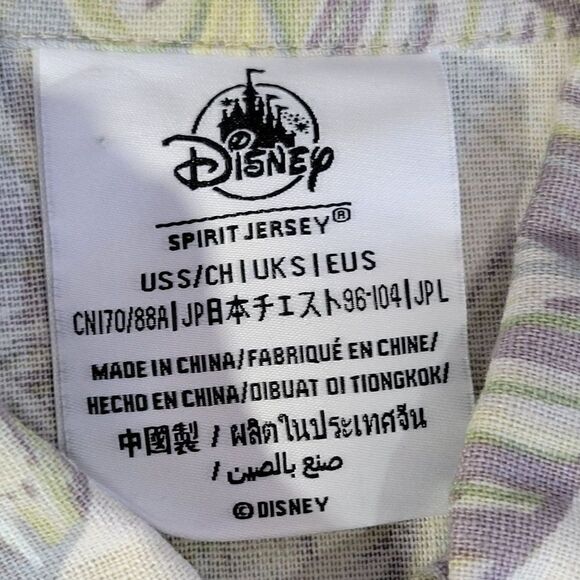 DISNEY
SPIRIT JERSEY®
US S/CH | UK S | EU S
CN170/88A | JP日本チエスト96-104 | JP L
MADE IN CHINA/FABRIQUÉ EN CHINE/
HECHO EN CHINA/DIBUAT DI TIONGKOK/
中國製 / ผลิตในประเทศจีน
/ صنع بالصين
© DISNEY